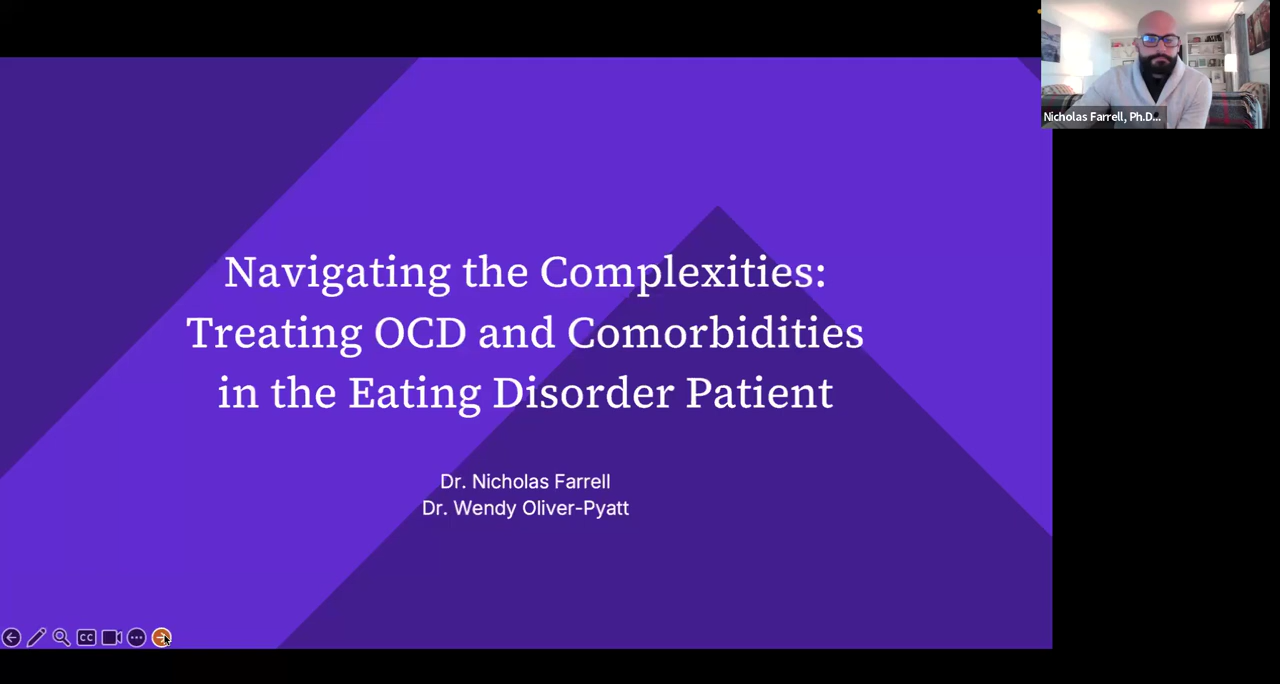 Nicholas Farrell, Ph.D...
Navigating the Complexities:
Treating OCD and Comorbidities
in the Eating Disorder Patient
Dr. Nicholas Farrell
Dr. Wendy Oliver-Pyatt
CC